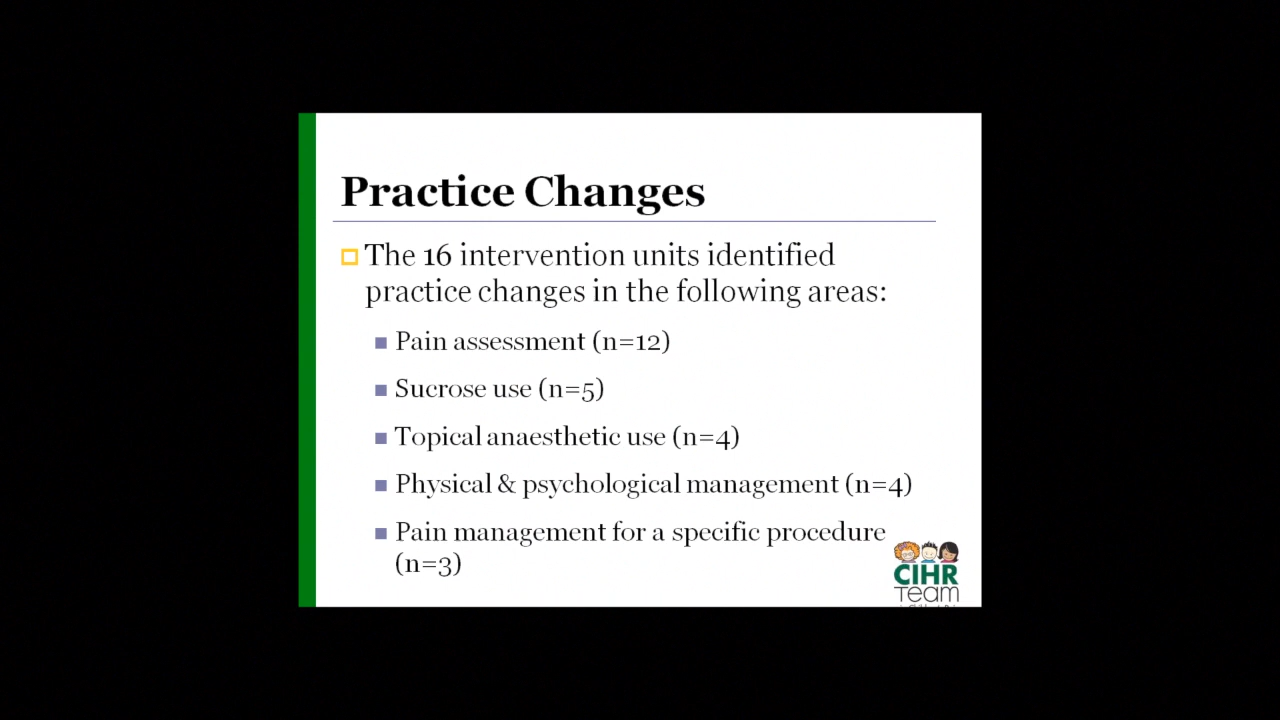 Practice Changes
The 16 intervention units identified
practice changes in the following areas:
Pain assessment (n=12)
Sucrose use (n=5)
Topical anaesthetic use (n=4)
Physical & psychological management (n=4)
Pain management for a specific procedure
(n=3)
CIHR
Team